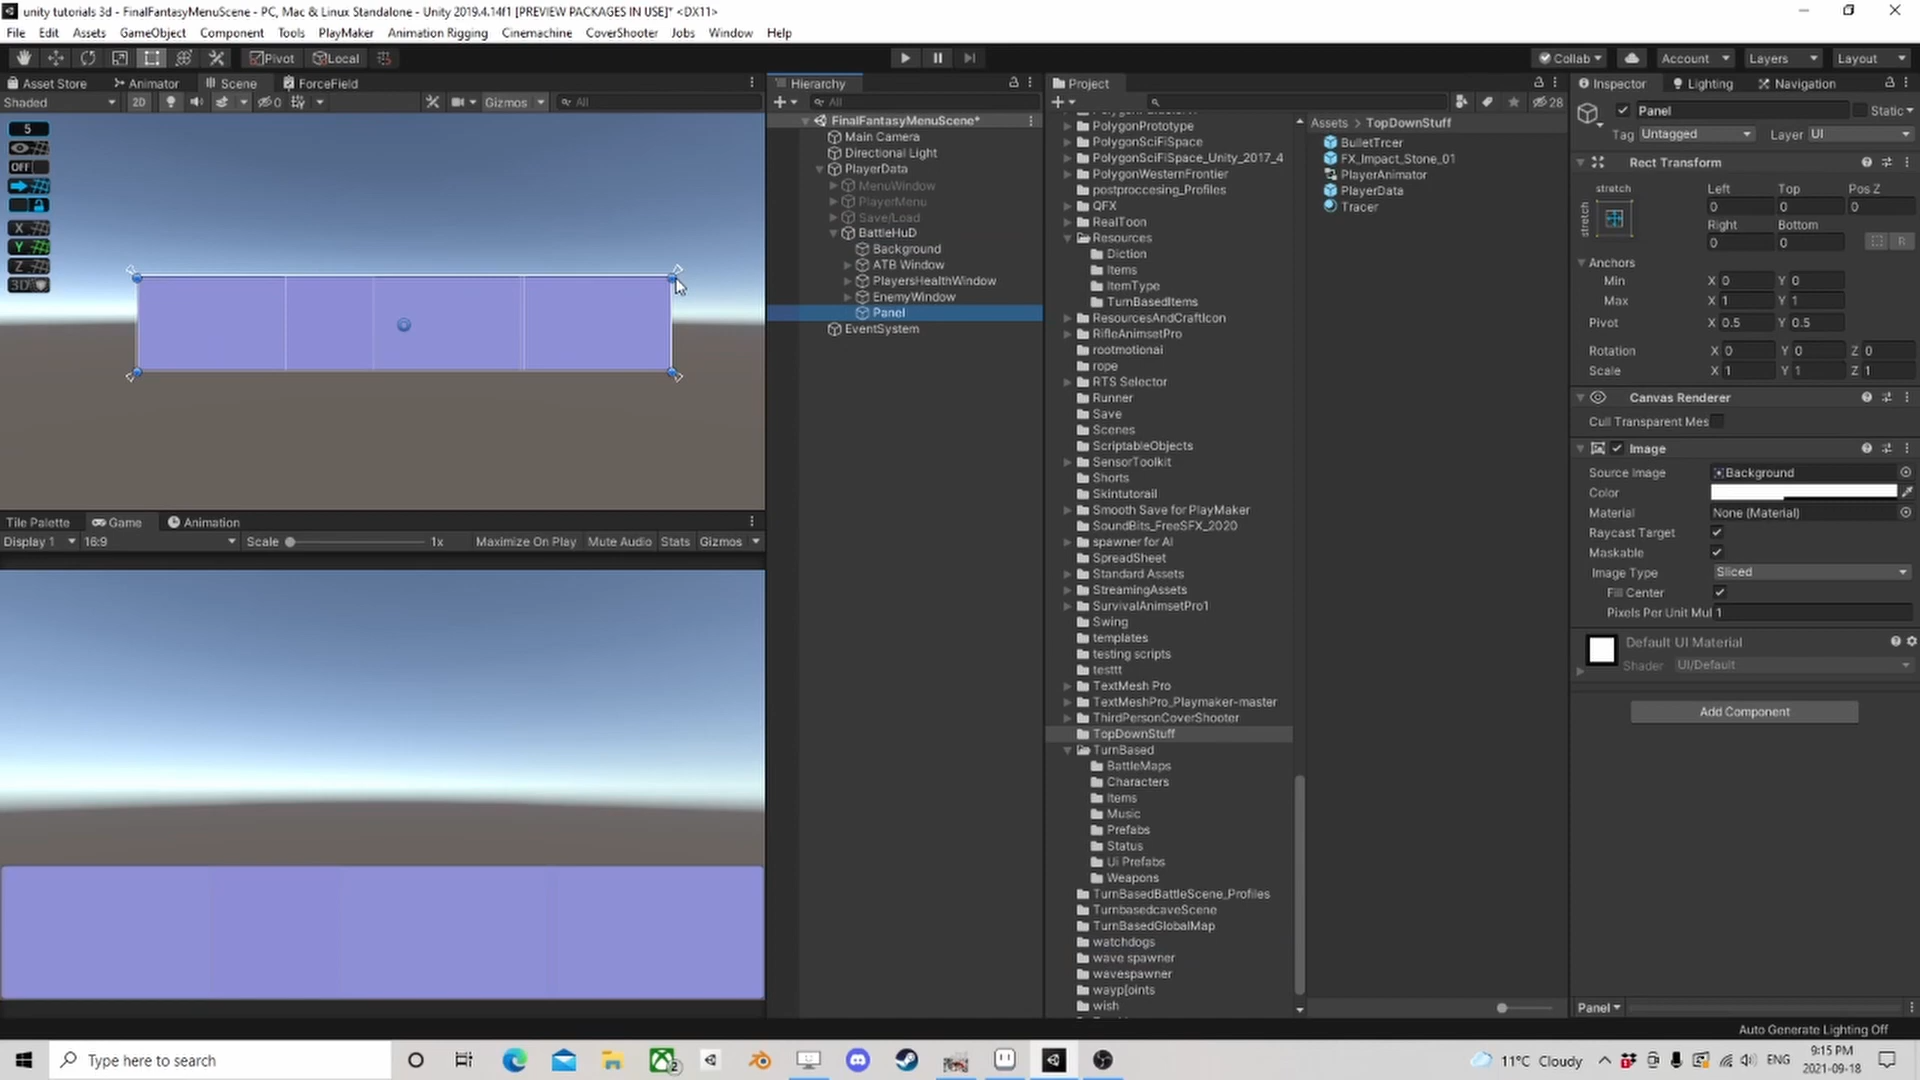 unity tutorials 3d - FinalFantasyMenuScene - PC, Mac & Linux Standalone - Unity 2019.4.14f1 [PREVIEW PACKAGES IN USE]* <DX11>
File Edit Assets GameObject Component Tools PlayMaker Animation Rigging Cinemachine CoverShooter Jobs Window Help
Pivot Local Collab Account Layers Layout
Asset Store Animator Scene ForceField
Shaded 2D 0 Gizmos All
5
OFF
X
Y
Z
3D
Tile Palette Game Animation
Display 1 16:9 Scale 1x Maximize On Play Mute Audio Stats Gizmos
Hierarchy
All
FinalFantasyMenuScene*
Main Camera
Directional Light
PlayerData
MenuWindow
PlayerMenu
Save/Load
BattleHuD
Background
ATB Window
PlayersHealthWindow
EnemyWindow
Panel
EventSystem
Project
28
PolygonPrototype
PolygonSciFiSpace
PolygonSciFiSpace_Unity_2017_4
PolygonWesternFrontier
postproccesing_Profiles
QFX
RealToon
Resources
Diction
Items
ItemType
TurnBasedItems
ResourcesAndCraftIcon
RifleAnimsetPro
rootmotionai
rope
RTS Selector
Runner
Save
Scenes
ScriptableObjects
SensorToolkit
Shorts
Skintutorail
Smooth Save for PlayMaker
SoundBits_FreeSFX_2020
spawner for AI
SpreadSheet
Standard Assets
StreamingAssets
SurvivalAnimsetPro1
Swing
templates
testing scripts
testtt
TextMesh Pro
TextMeshPro_Playmaker-master
ThirdPersonCoverShooter
TopDownStuff
TurnBased
BattleMaps
Characters
Items
Music
Prefabs
Status
Ui Prefabs
Weapons
TurnBasedBattleScene_Profiles
TurnbasedcaveScene
TurnBasedGlobalMap
watchdogs
wave spawner
wavespawner
wayp[oints
wish
Assets > TopDownStuff
BulletTrcer
FX_Impact_Stone_01
PlayerAnimator
PlayerData
Tracer
Inspector Lighting Navigation
Panel Static
Tag Untagged Layer UI
Rect Transform
stretch Left Top Pos Z
stretch 0 0 0
Right Bottom
0 0 R
Anchors
Min X 0 Y 0
Max X 1 Y 1
Pivot X 0.5 Y 0.5
Rotation X 0 Y 0 Z 0
Scale X 1 Y 1 Z 1
Canvas Renderer
Cull Transparent Mes
Image
Source Image Background
Color
Material None (Material)
Raycast Target
Maskable
Image Type Sliced
Fill Center
Pixels Per Unit Mul 1
Default UI Material
Shader UI/Default
Add Component
Panel
Auto Generate Lighting Off
Type here to search
2
11°C Cloudy ENG 9:15 PM
2021-09-18